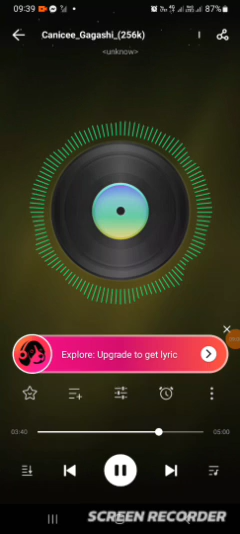 09:39 87%
Canicee_Gagashi_(256k)
<unknow>
Explore: Upgrade to get lyric
03:40 05:00
SCREEN RECORDER